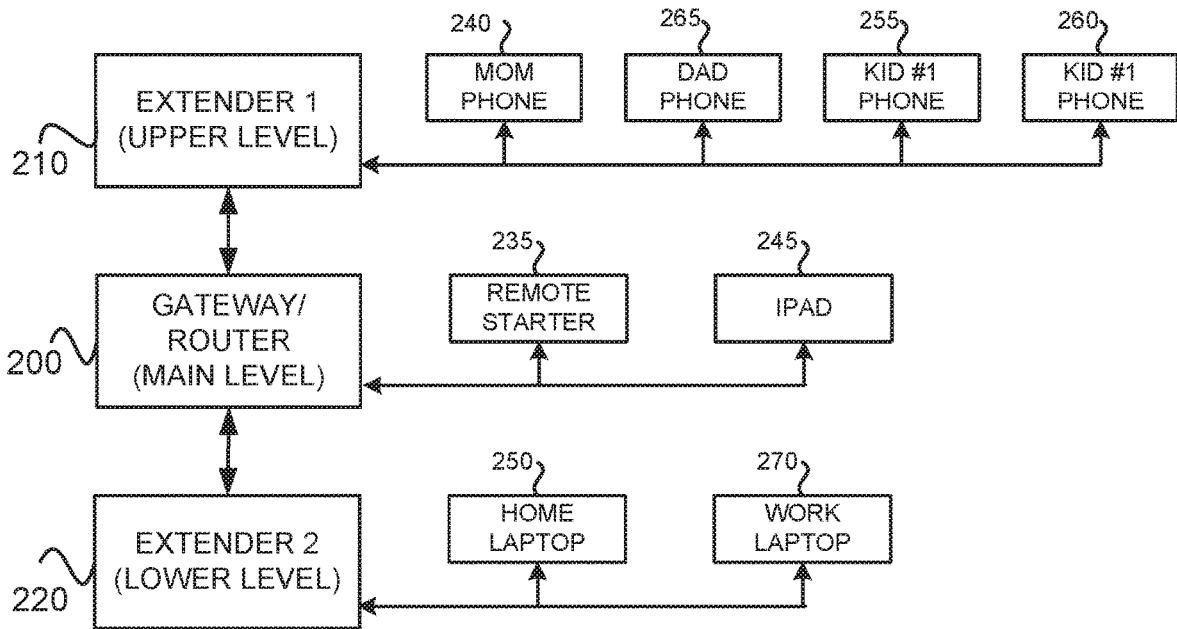 240
265
255
260
MOM
PHONE
DAD
PHONE
KID #1
PHONE
KID #1
PHONE
EXTENDER 1
(UPPER LEVEL)
210
235
245
REMOTE
STARTER
IPAD
GATEWAY/
ROUTER
(MAIN LEVEL)
200
250
270
HOME
LAPTOP
WORK
LAPTOP
EXTENDER 2
(LOWER LEVEL)
220